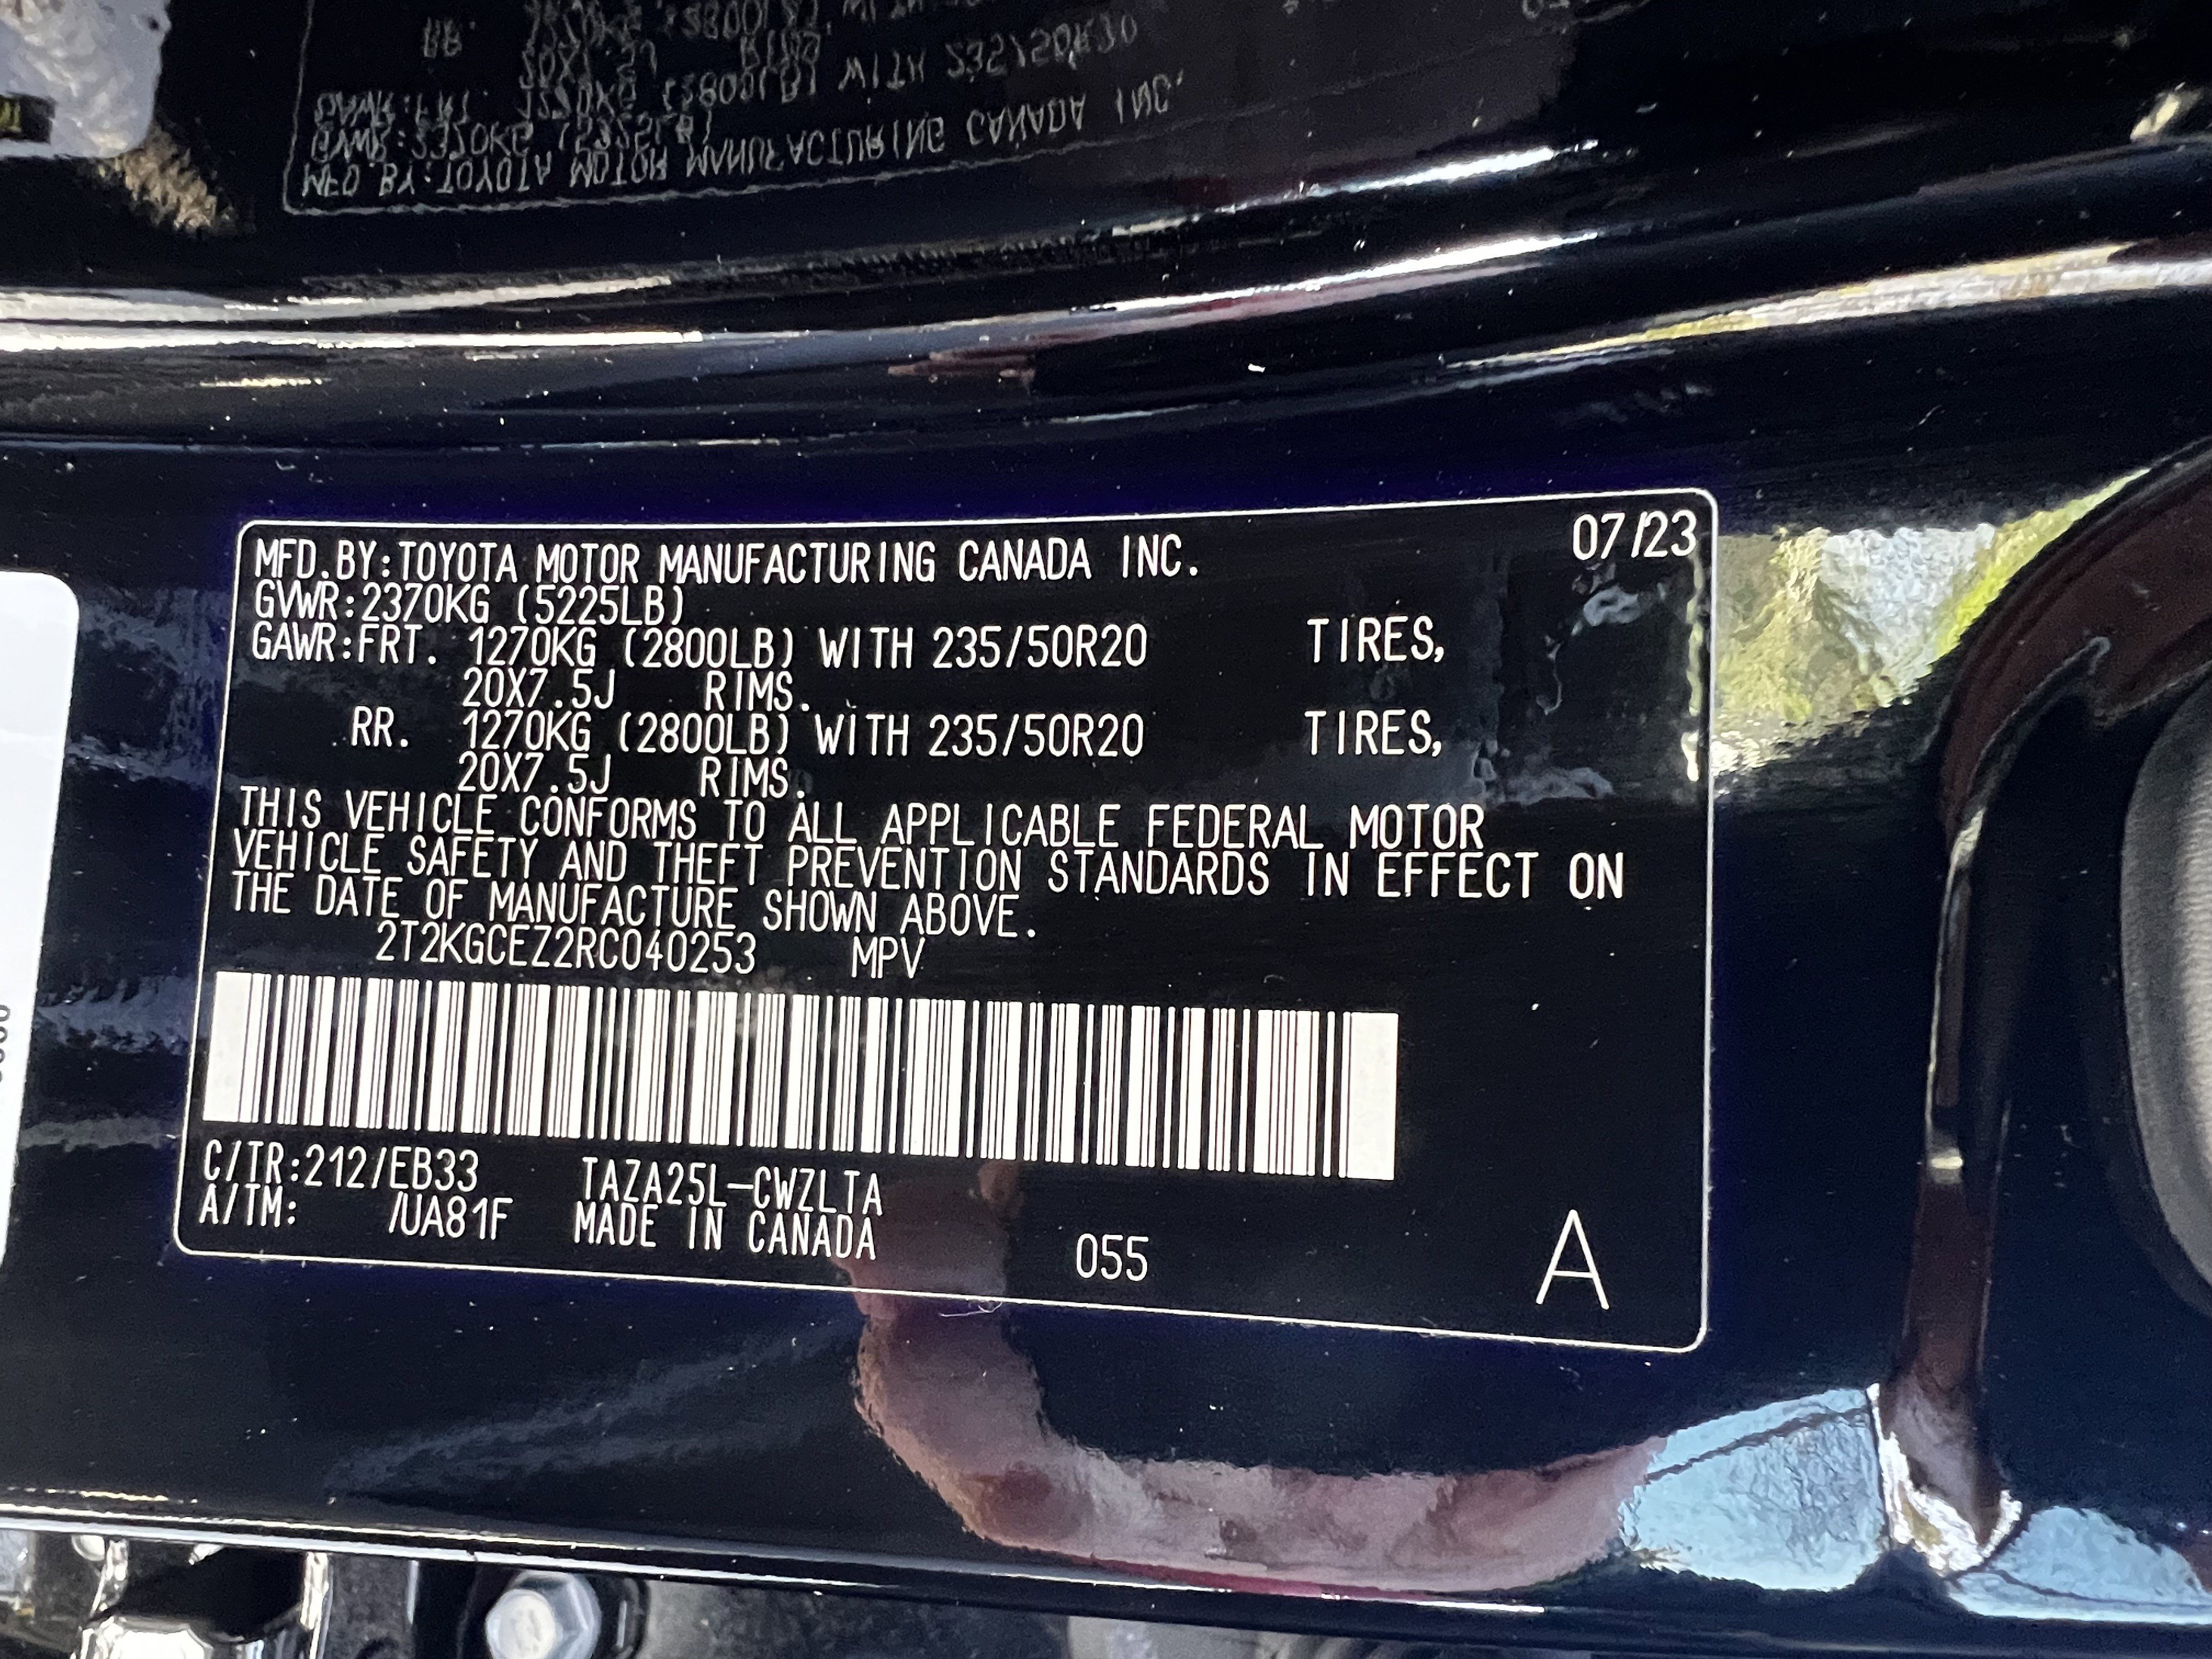 07/23
MFD.BY:TOYOTA MOTOR MANUFACTURING CANADA INC.
GVWR:2370KG (5225LB)
GAWR:FRT. 1270KG (2800LB) WITH 235/50R20 TIRES,
20X7.5J RIMS.
RR. 1270KG (2800LB) WITH 235/50R20 TIRES,
20X7.5J RIMS.
THIS VEHICLE CONFORMS TO ALL APPLICABLE FEDERAL MOTOR
VEHICLE SAFETY AND THEFT PREVENTION STANDARDS IN EFFECT ON
THE DATE OF MANUFACTURE SHOWN ABOVE.
2T2KGCEZ2RC040253 MPV
C/TR:212/EB33 TAZA25L-CWZLTA
A/TM: /UA81F MADE IN CANADA
055
A